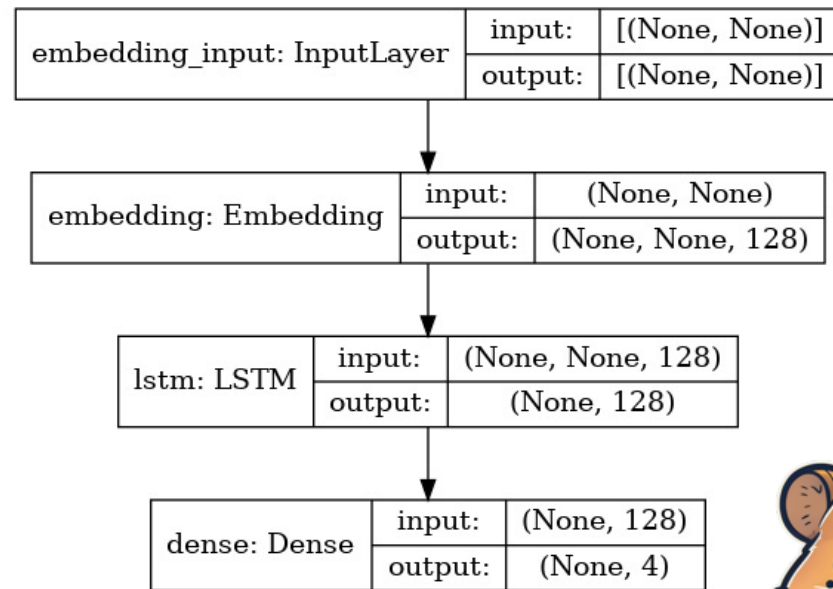 embedding_input: InputLayer
input: [(None, None)]
output: [(None, None)]
embedding: Embedding
input: (None, None)
output: (None, None, 128)
lstm: LSTM
input: (None, None, 128)
output: (None, 128)
dense: Dense
input: (None, 128)
output: (None, 4)